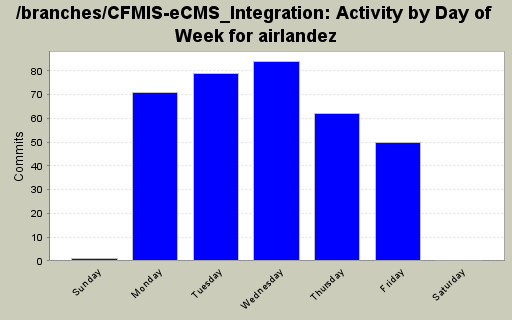 /branches/CFMIS-eCMS_Integration: Activity by Day of
Week for airlandez
Commits
80
70
60
50
40
30
20
10
0
Sunday
Monday
Tuesday
Wednesday
Thursday
Friday
Saturday